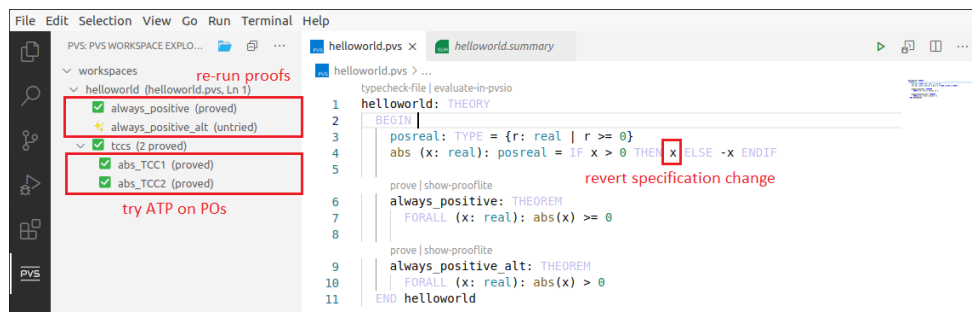 File Edit Selection View Go Run Terminal Help
PVS: PVS WORKSPACE EXPLO... ...
PVS helloworld.pvs × SUM helloworld.summary
workspaces
re-run proofs
helloworld (helloworld.pvs, Ln 1)
always_positive (proved)
always_positive_alt (untried)
tccs (2 proved)
abs_TCC1 (proved)
abs_TCC2 (proved)
try ATP on POs
PVS
PVS helloworld.pvs > ...
typecheck-file | evaluate-in-pvsio
1 helloworld: THEORY
2 BEGIN
3 posreal: TYPE = {r: real | r >= 0}
4 abs (x: real): posreal = IF x > 0 THEN x ELSE -x ENDIF
5
revert specification change
prove | show-prooflite
6 always_positive: THEOREM
7 FORALL (x: real): abs(x) >= 0
8
prove | show-prooflite
9 always_positive_alt: THEOREM
10 FORALL (x: real): abs(x) > 0
11 END helloworld